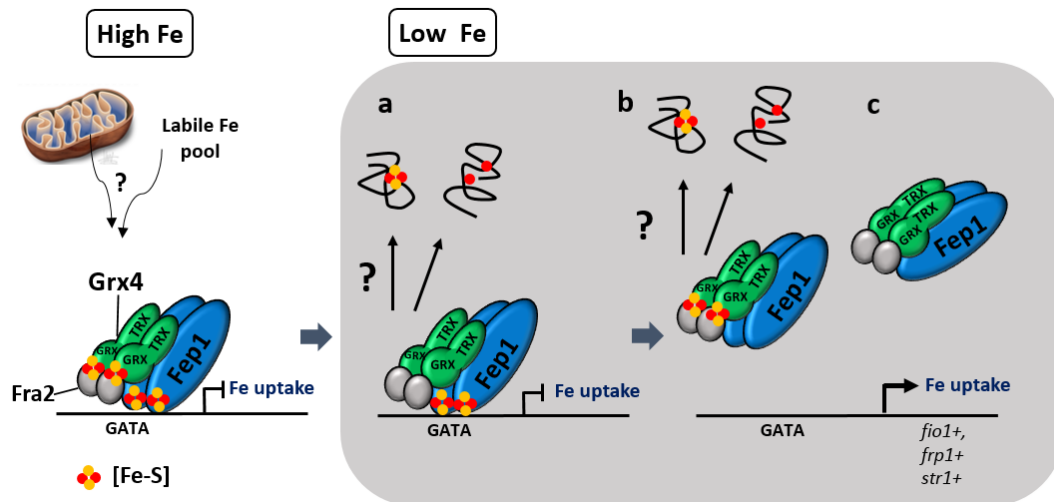 High Fe
Low Fe
Labile Fe
pool
?
Grx4
GRX
TRX
GRX
TRX
Fep1
Fra2
Fe uptake
GATA
[Fe-S]
a
?
GRX
TRX
GRX
TRX
Fep1
Fe uptake
GATA
b
?
GRX
TRX
GRX
TRX
Fep1
c
GRX
TRX
GRX
TRX
Fep1
Fe uptake
GATA
fio1+,
frp1+
str1+